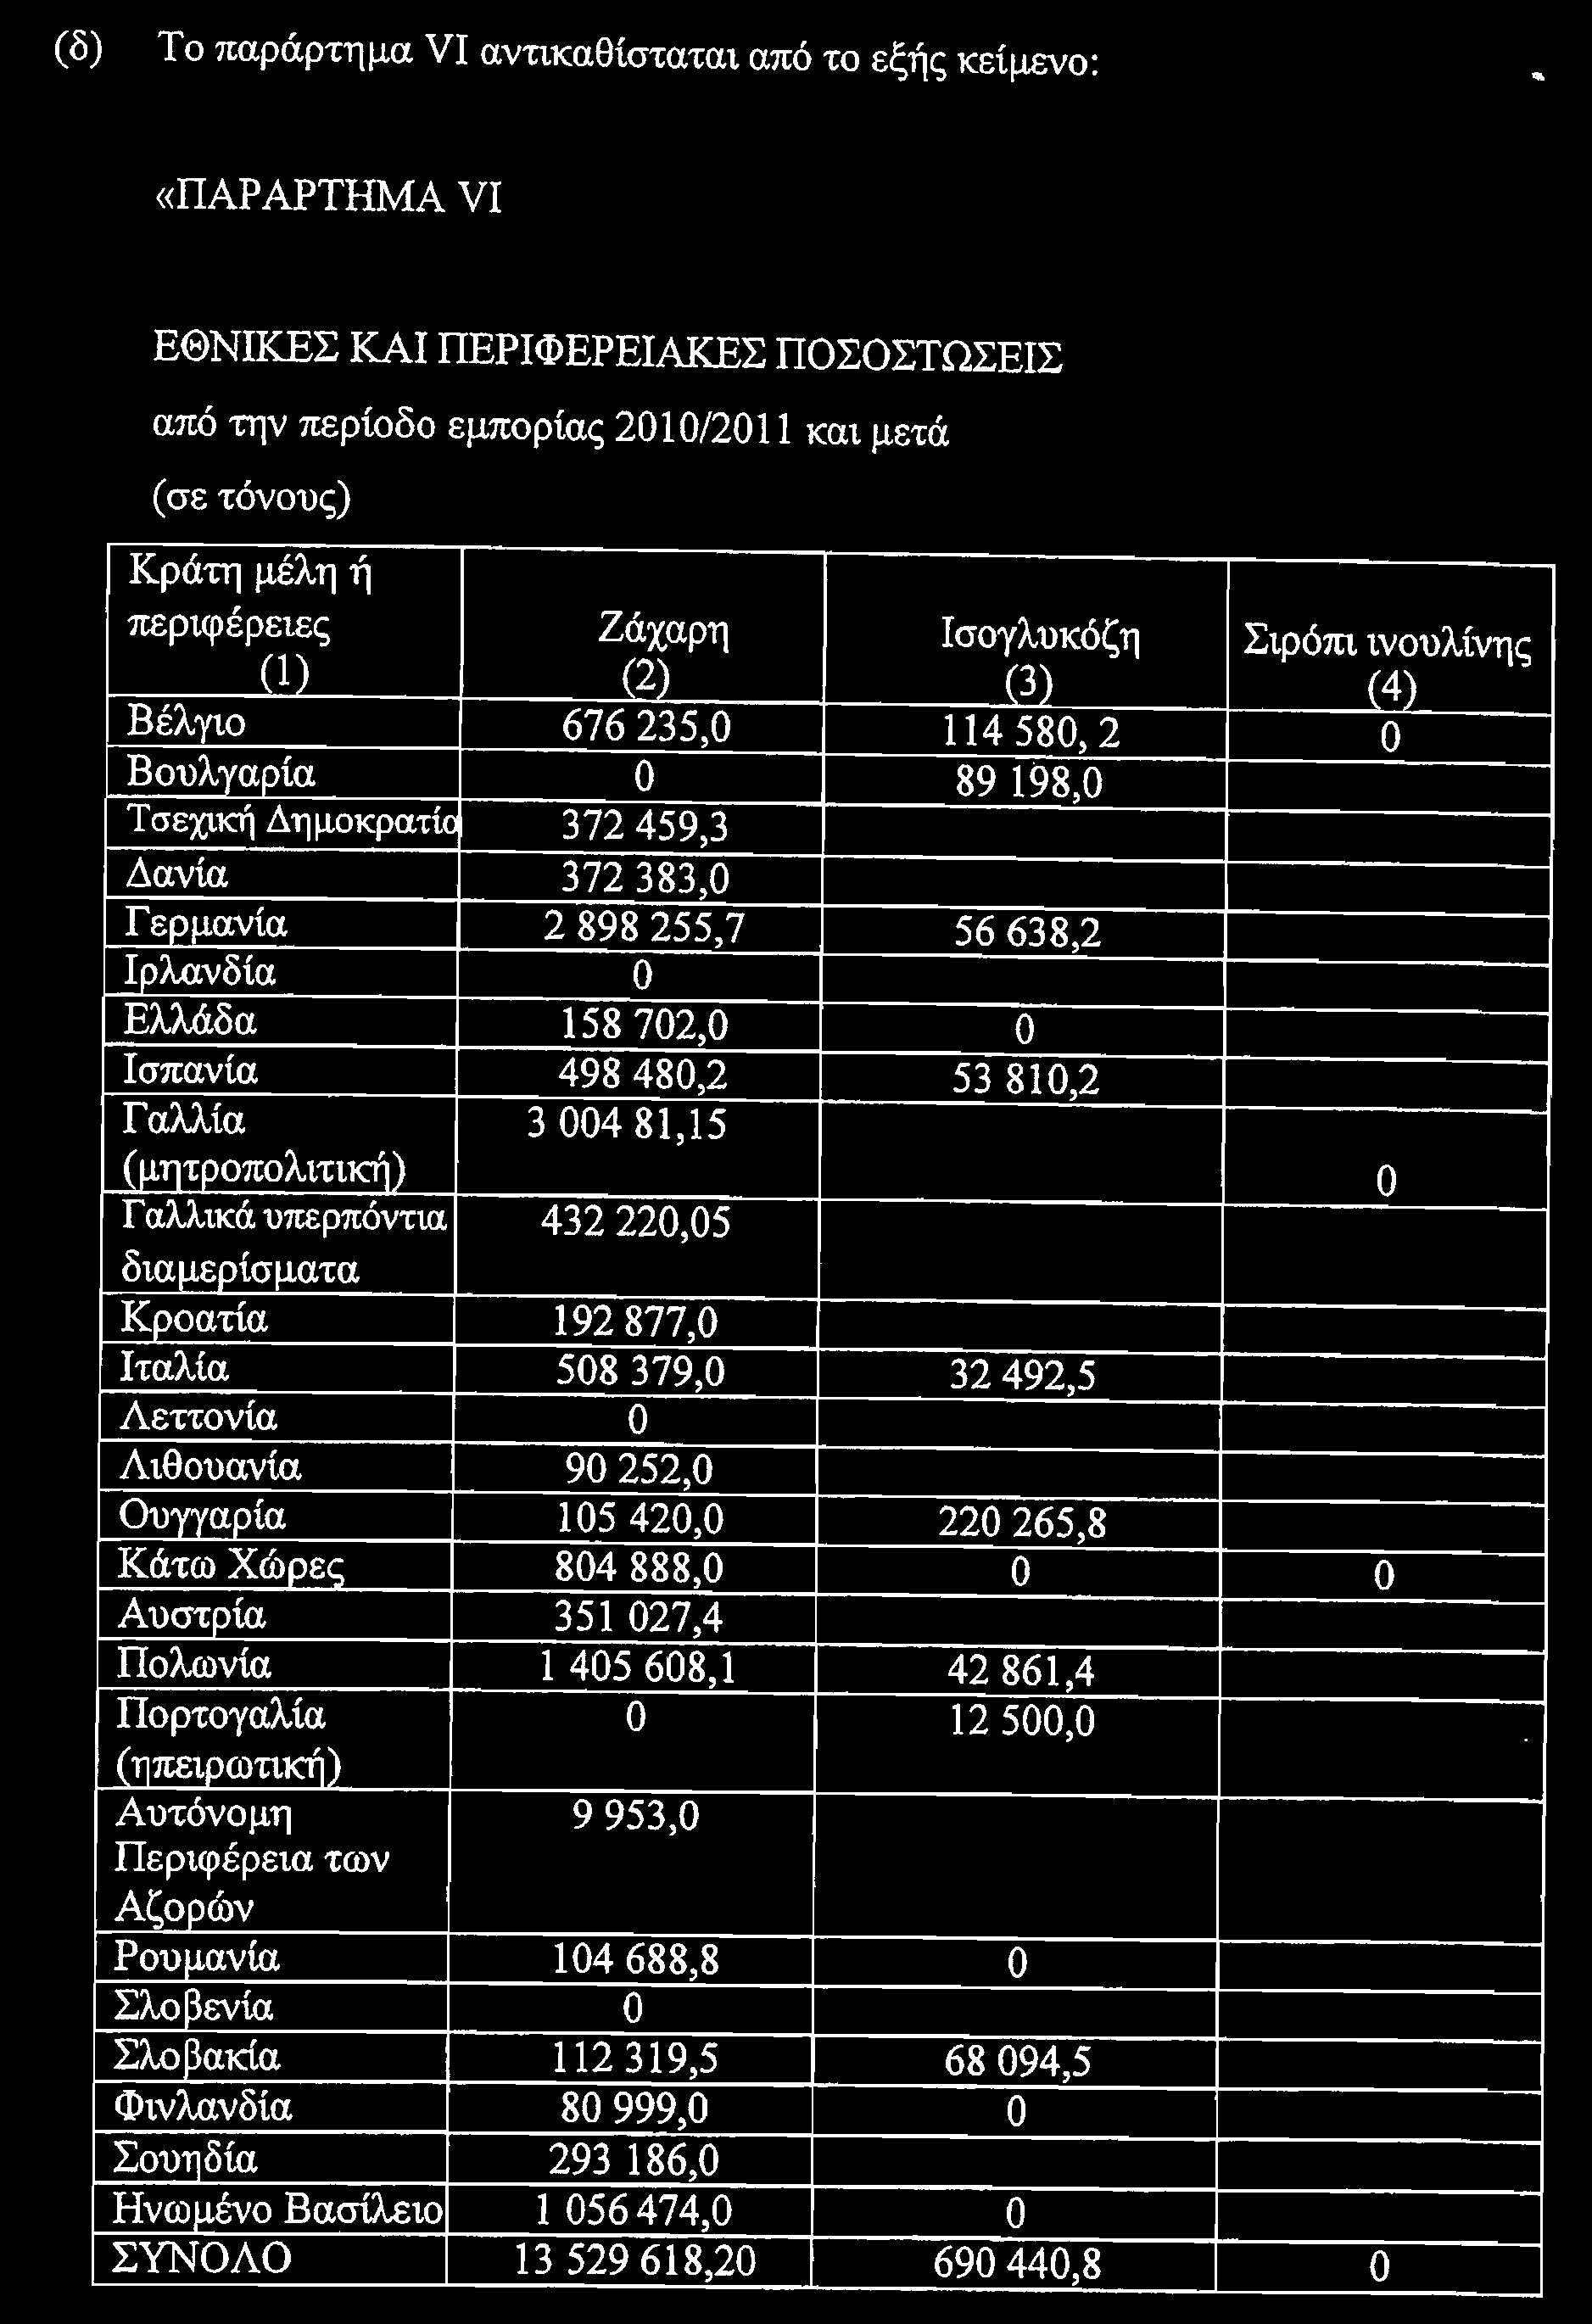 (δ) Το παράρτημα VI αντικαθίσταται από το εξής κείμενο:
«ΠΑΡΑΡΤΗΜΑ VI
ΕΘΝΙΚΕΣ ΚΑΙ ΠΕΡΙΦΕΡΕΙΑΚΕΣ ΠΟΣΟΣΤΩΣΕΙΣ
από την περίοδο εμπορίας 2010/2011 και μετά
(σε τόνους)
Κράτη μέλη ή
περιφέρειες Ζάχαρη Ισογλυκόζη Σιρόπι ινουλίνης
(1) (2) (3) (4)
Βέλγιο 676 235,0 114 580, 2 0
Βουλγαρία 0 89 198,0
Τσεχική Δημοκρατία 372 459,3
Δανία 372 383,0
Γερμανία 2 898 255,7 56 638,2
Ιρλανδία 0
Ελλάδα 158 702,0 0
Ισπανία 498 480,2 53 810,2
Γαλλία 3 004 81,15
(μητροπολιτική) 0
Γαλλικά υπερπόντια 432 220,05
διαμερίσματα
Κροατία 192 877,0
Ιταλία 508 379,0 32 492,5
Λεττονία 0
Λιθουανία 90 252,0
Ουγγαρία 105 420,0 220 265,8
Κάτω Χώρες 804 888,0 0 0
Αυστρία 351 027,4
Πολωνία 1 405 608,1 42 861,4
Πορτογαλία 0 12 500,0
(ηπειρωτική)
Αυτόνομη 9 953,0
Περιφέρεια των
Αζορών
Ρουμανία 104 688,8 0
Σλοβενία 0
Σλοβακία 112 319,5 68 094,5
Φινλανδία 80 999,0 0
Σουηδία 293 186,0
Ηνωμένο Βασίλειο 1 056 474,0 0
ΣΥΝΟΛΟ 13 529 618,20 690 440,8 0